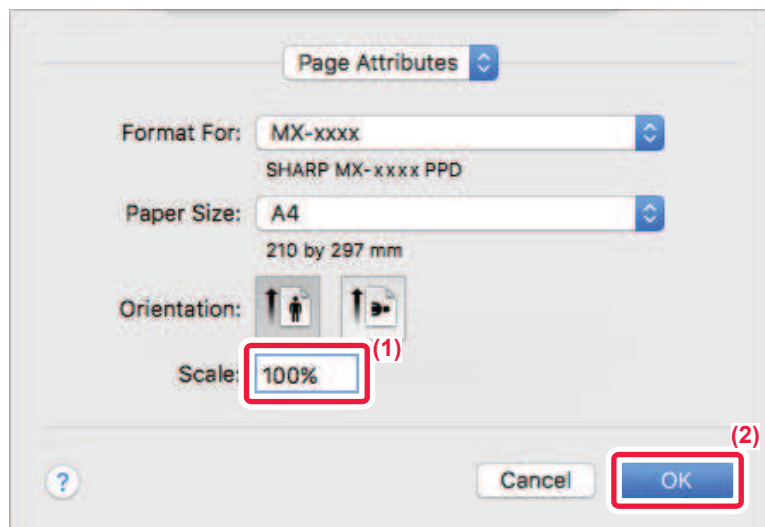 Page Attributes
Format For: MX-xxxx
SHARP MX-xxxx PPD
Paper Size: A4
210 by 297 mm
Orientation:
(1)
Scale: 100%
(2)
? Cancel OK